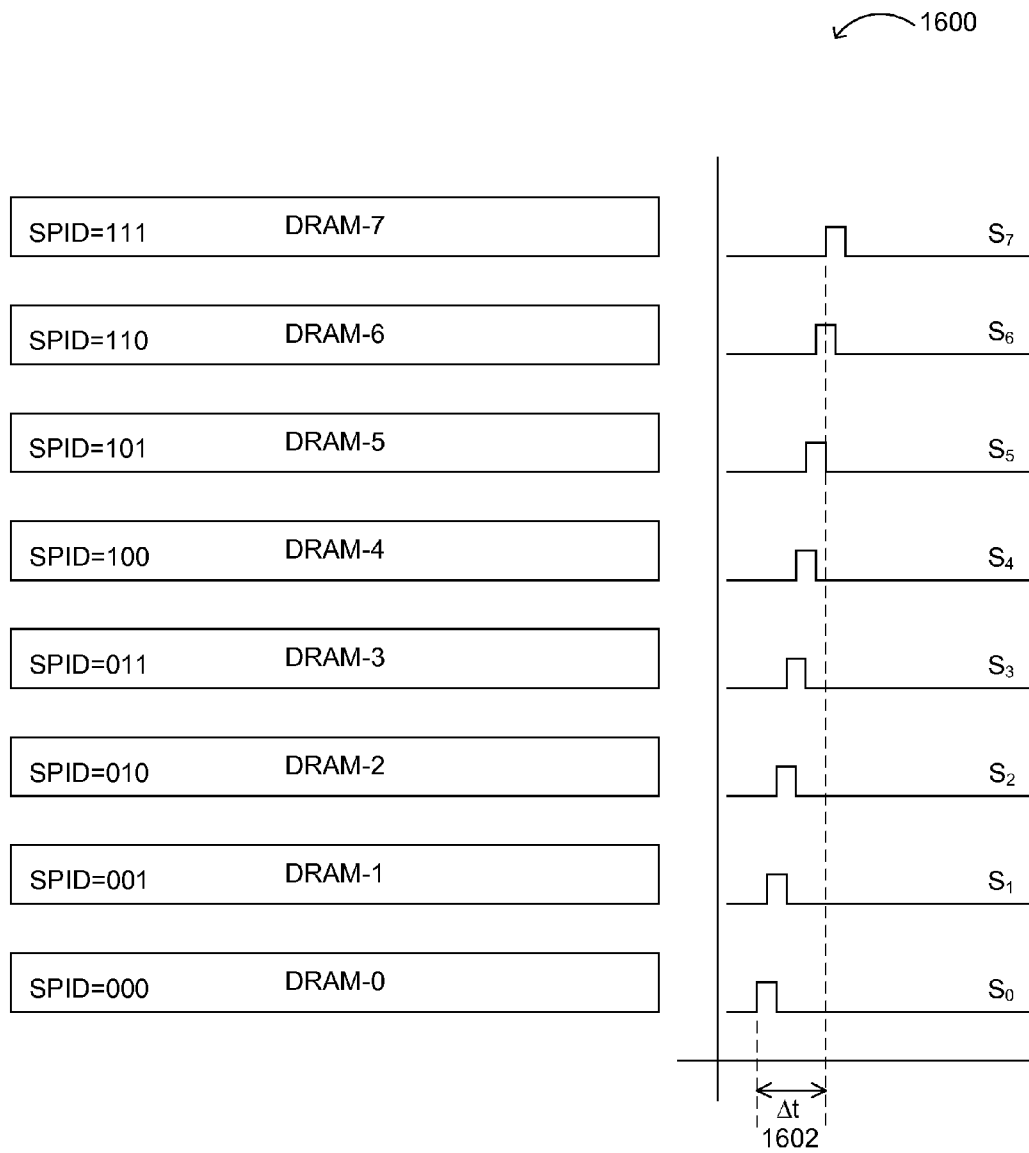 1600
SPID=111 DRAM-7 S₇
SPID=110 DRAM-6 S₆
SPID=101 DRAM-5 S₅
SPID=100 DRAM-4 S₄
SPID=011 DRAM-3 S₃
SPID=010 DRAM-2 S₂
SPID=001 DRAM-1 S₁
SPID=000 DRAM-0 S₀
Δt
1602